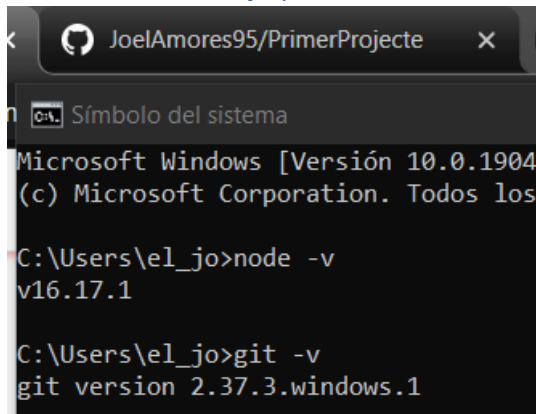 JoelAmores95/PrimerProjecte
Símbolo del sistema
Microsoft Windows [Versión 10.0.1904
(c) Microsoft Corporation. Todos los
C:\Users\el_jo>node -v
v16.17.1
C:\Users\el_jo>git -v
git version 2.37.3.windows.1